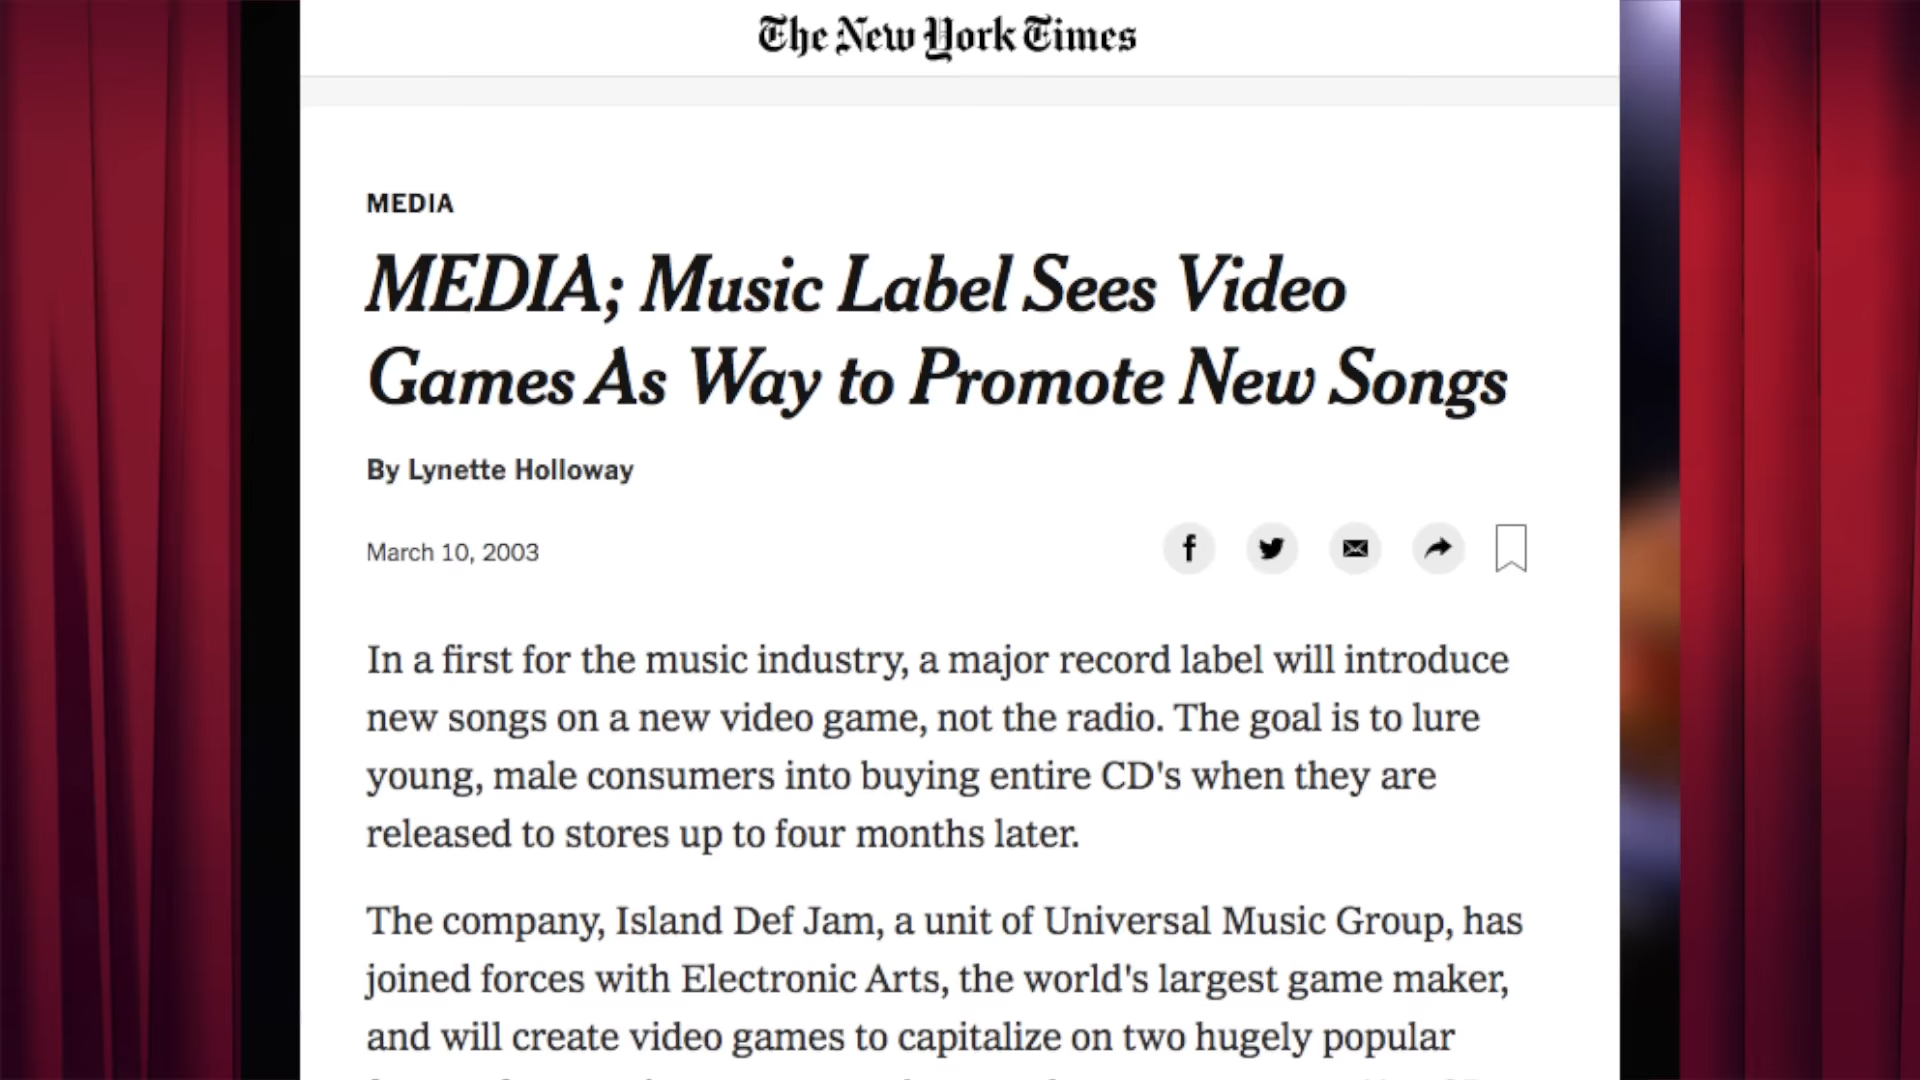 The New York Times
MEDIA
MEDIA; Music Label Sees Video
Games As Way to Promote New Songs
By Lynette Holloway
March 10, 2003
In a first for the music industry, a major record label will introduce
new songs on a new video game, not the radio. The goal is to lure
young, male consumers into buying entire CD's when they are
released to stores up to four months later.
The company, Island Def Jam, a unit of Universal Music Group, has
joined forces with Electronic Arts, the world's largest game maker,
and will create video games to capitalize on two hugely popular